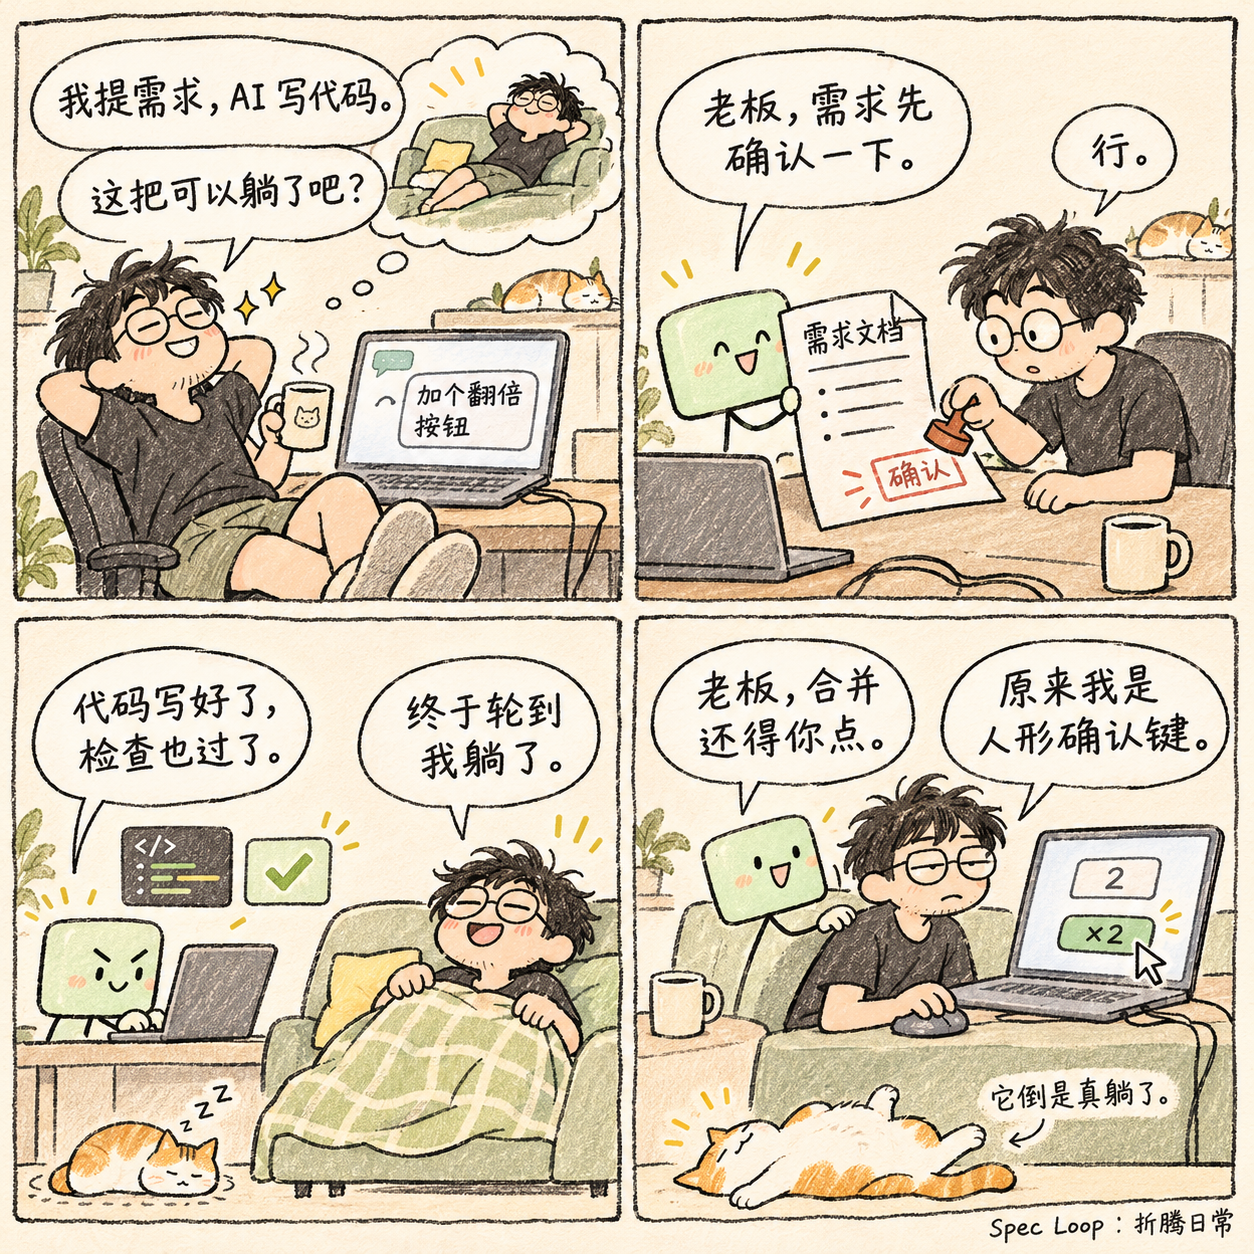 我提需求，AI 写代码。
这把可以躺了吧？
加个翻倍
按钮
老板，需求先
确认一下。
行。
需求文档
确认
代码写好了，
检查也过了。
终于轮到
我躺了。
</>
zzz
老板，合并
还得你点。
原来我是
人形确认键。
2
×2
它倒是真躺了。
Spec Loop：折腾日常